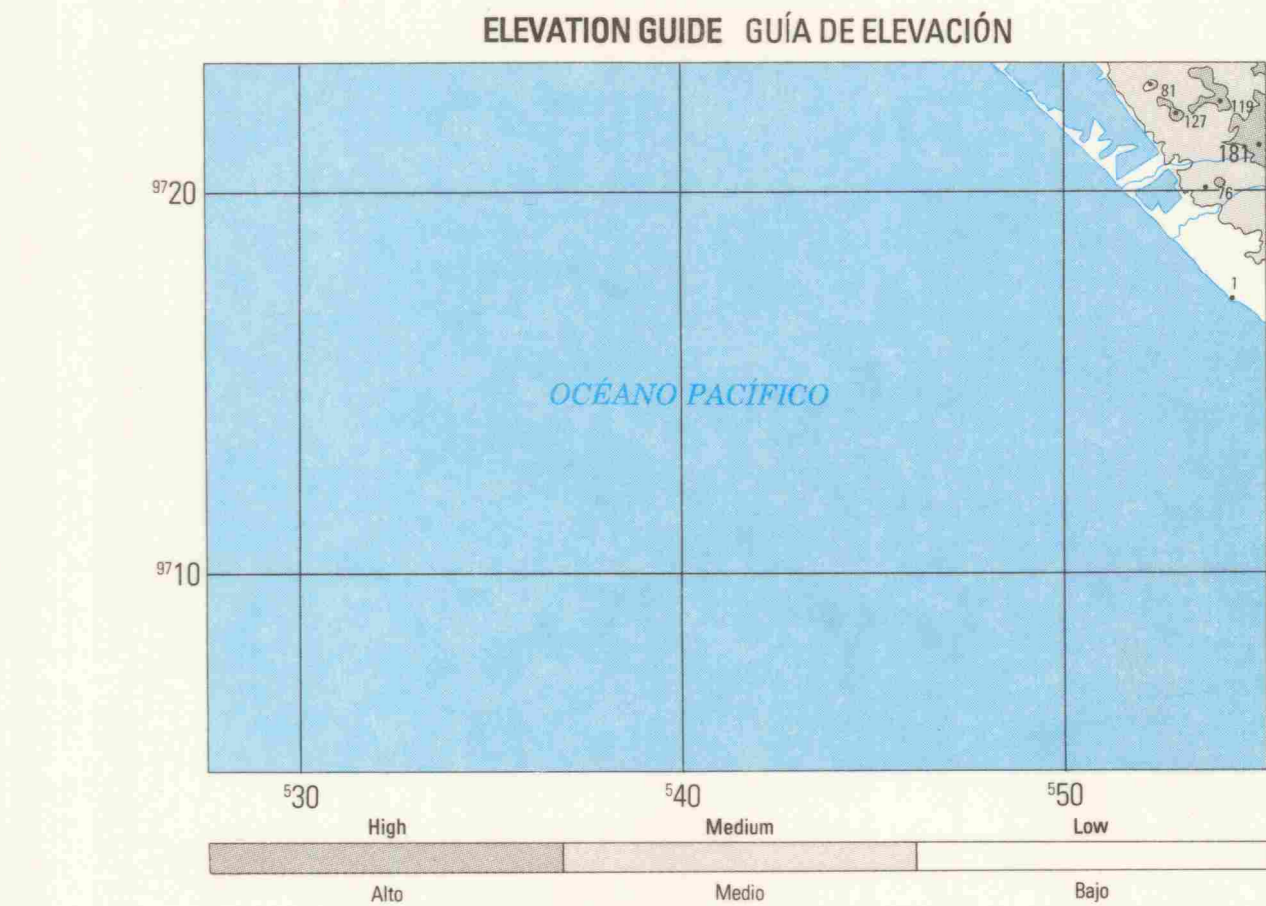 ELEVATION GUIDE GUÍA DE ELEVACIÓN
81
119
127
181
9720
76
1
OCÉANO PACÍFICO
9710
530
540
550
High Medium Low
Alto Medio Bajo